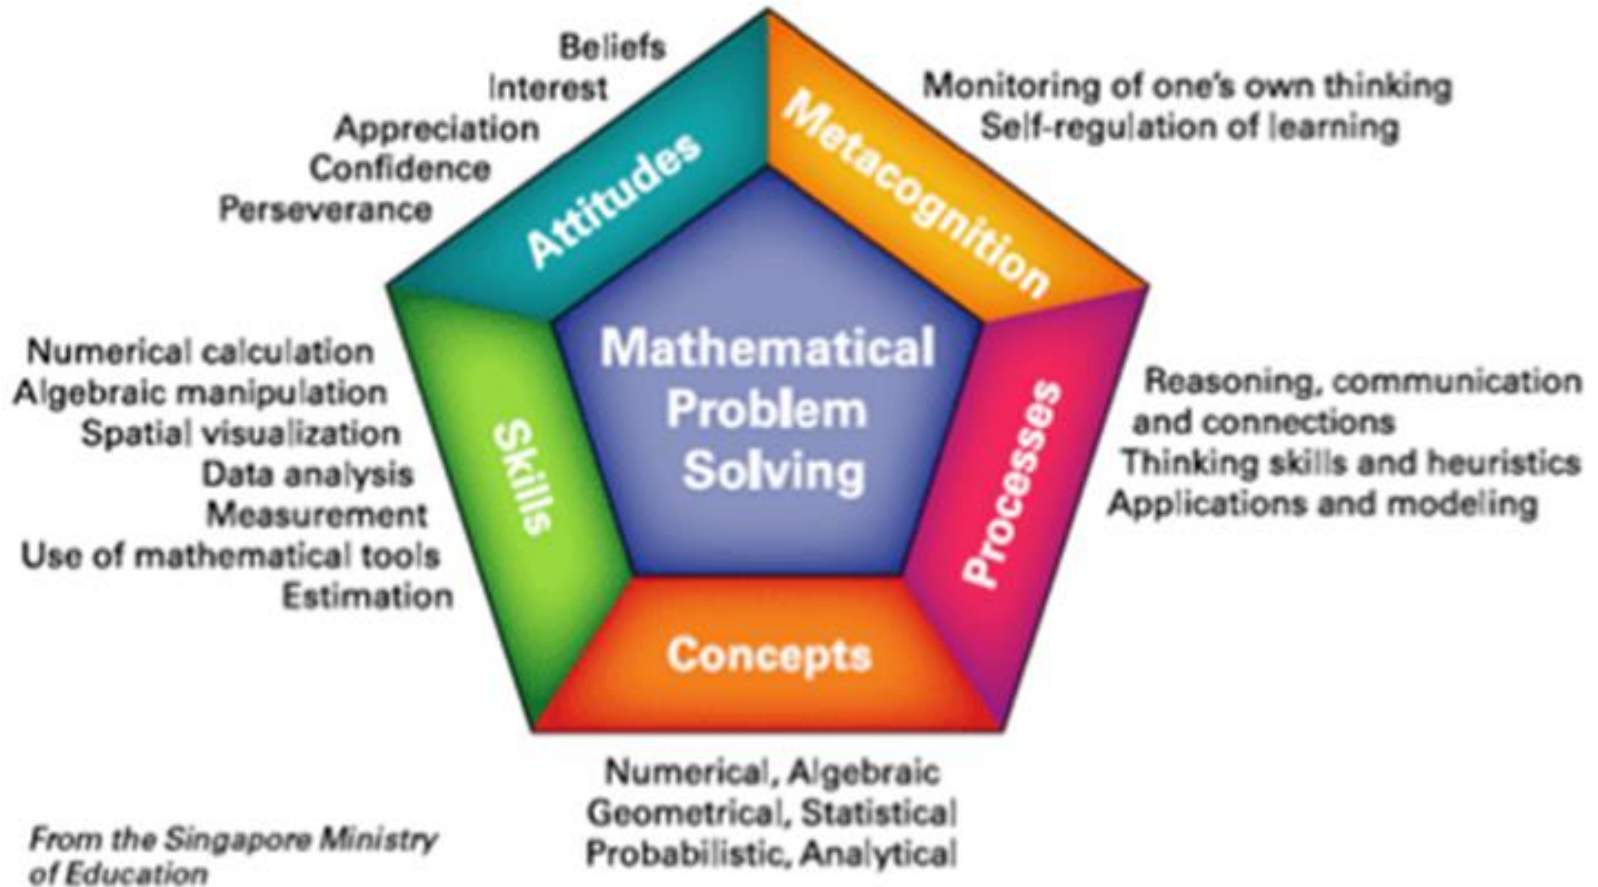 Beliefs
Interest
Appreciation
Confidence
Perseverance
Attitudes
Metacognition
Monitoring of one's own thinking
Self-regulation of learning
Mathematical
Problem
Solving
Numerical calculation
Algebraic manipulation
Spatial visualization
Data analysis
Measurement
Use of mathematical tools
Estimation
Skills
Processes
Reasoning, communication
and connections
Thinking skills and heuristics
Applications and modeling
Concepts
Numerical, Algebraic
Geometrical, Statistical
Probabilistic, Analytical
From the Singapore Ministry
of Education